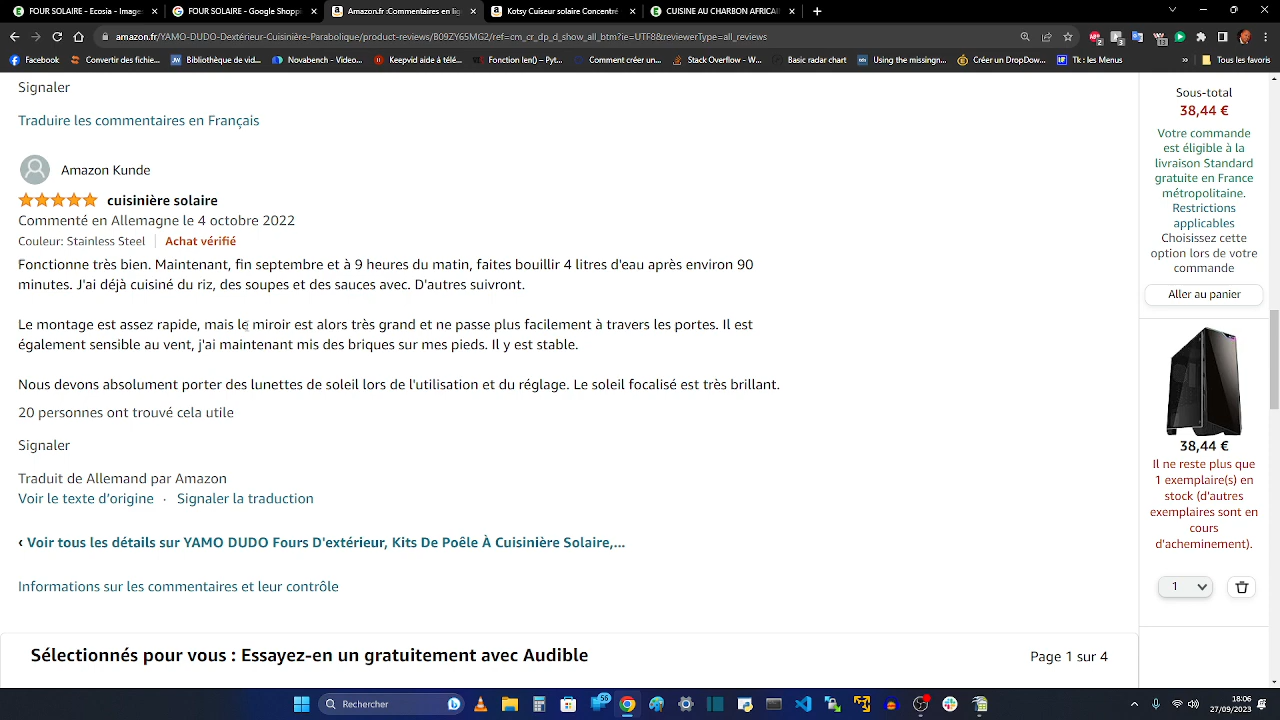 FOUR SOLAIRE - Ecosia - Image
FOUR SOLAIRE - Google Shoppi
Amazon.fr :Commentaires en lig
Kotsy Cuiseur solaire Concentré
CUISINE AU CHARBON AFRICAI
amazon.fr/YAMO-DUDO-Dextérieur-Cuisinière-Parabolique/product-reviews/B09ZY65MG2/ref=cm_cr_dp_d_show_all_btm?ie=UTF8&reviewerType=all_reviews
Facebook
Convertir des fichie...
Bibliothèque de vid...
Novabench - Video...
Keepvid aide à télé...
Fonction len() – Pyt...
Comment créer un...
Stack Overflow - W...
Basic radar chart
Using the missingn...
Créer un DropDow...
Tk : les Menus
»
Tous les favoris
Signaler
Traduire les commentaires en Français
Amazon Kunde
cuisinière solaire
Commenté en Allemagne le 4 octobre 2022
Couleur: Stainless Steel
Achat vérifié
Fonctionne très bien. Maintenant, fin septembre et à 9 heures du matin, faites bouillir 4 litres d'eau après environ 90
minutes. J'ai déjà cuisiné du riz, des soupes et des sauces avec. D'autres suivront.
Le montage est assez rapide, mais le miroir est alors très grand et ne passe plus facilement à travers les portes. Il est
également sensible au vent, j'ai maintenant mis des briques sur mes pieds. Il y est stable.
Nous devons absolument porter des lunettes de soleil lors de l'utilisation et du réglage. Le soleil focalisé est très brillant.
20 personnes ont trouvé cela utile
Signaler
Traduit de Allemand par Amazon
Voir le texte d’origine · Signaler la traduction
‹ Voir tous les détails sur YAMO DUDO Fours D'extérieur, Kits De Poêle À Cuisinière Solaire,...
Informations sur les commentaires et leur contrôle
Sélectionnés pour vous : Essayez-en un gratuitement avec Audible
Page 1 sur 4
Sous-total
38,44 €
Votre commande
est éligible à la
livraison Standard
gratuite en France
métropolitaine.
Restrictions
applicables
Choisissez cette
option lors de votre
commande
Aller au panier
38,44 €
Il ne reste plus que
1 exemplaire(s) en
stock (d'autres
exemplaires sont en
cours
d'acheminement).
1
Rechercher
56
18:06
27/09/2023